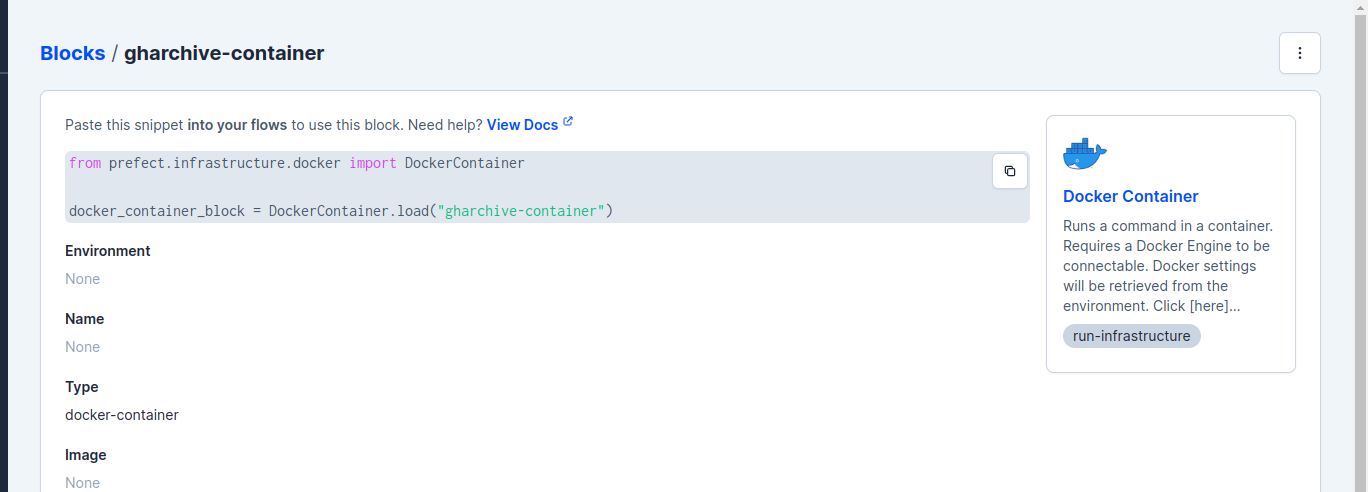 Blocks / gharchive-container
Paste this snippet into your flows to use this block. Need help? View Docs
from prefect.infrastructure.docker import DockerContainer
docker_container_block = DockerContainer.load("gharchive-container")
Environment
None
Name
None
Type
docker-container
Image
None
Docker Container
Runs a command in a container.
Requires a Docker Engine to be
connectable. Docker settings
will be retrieved from the
environment. Click [here]...
run-infrastructure